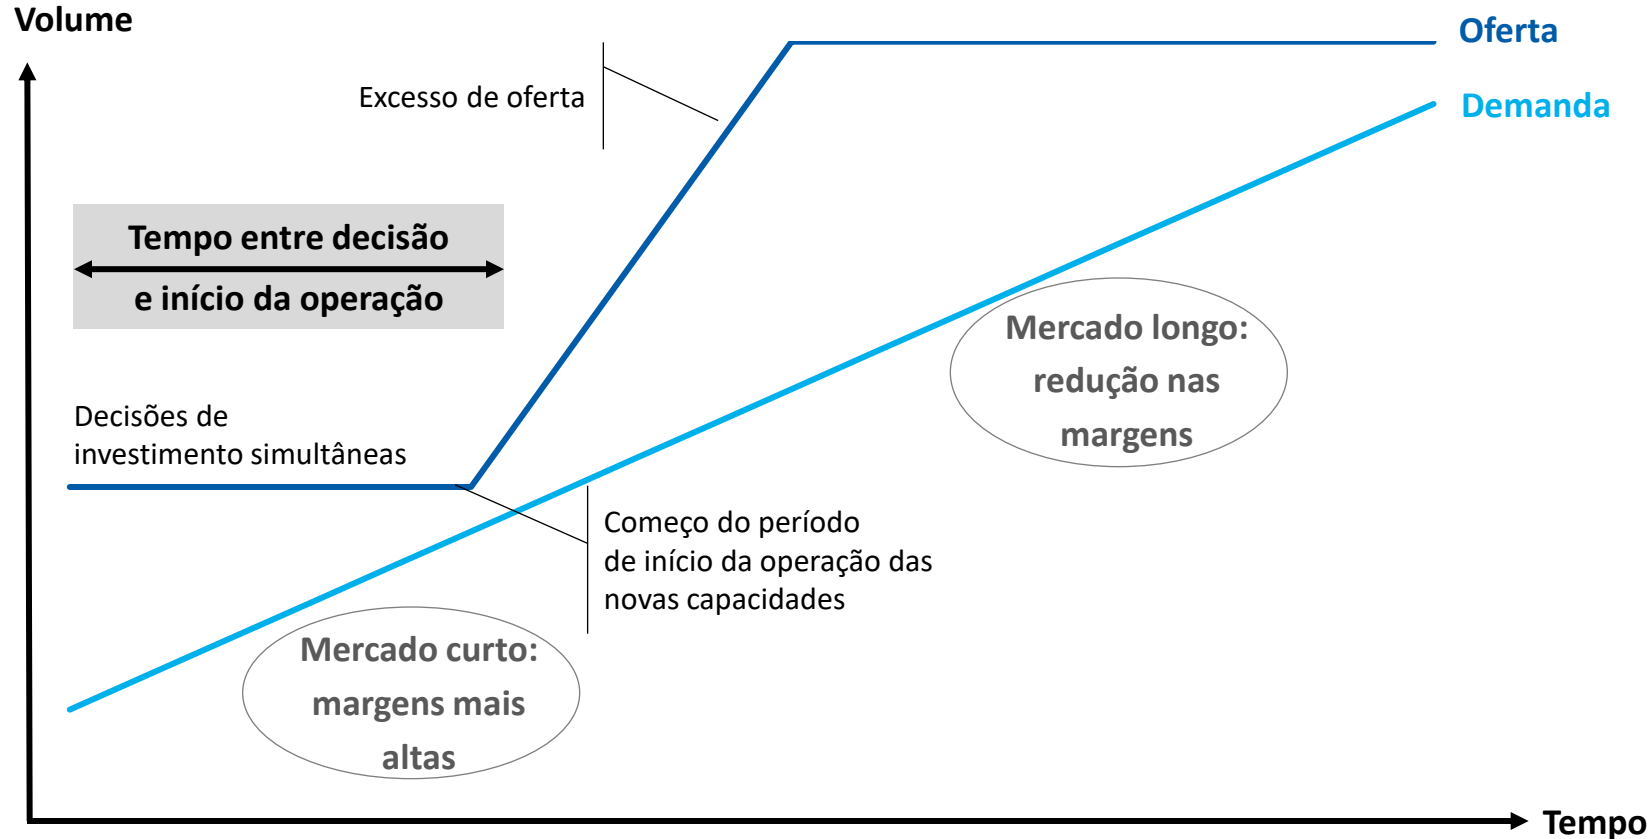 Volume
Oferta
Excesso de oferta
Demanda
Tempo entre decisão
e início da operação
Mercado longo:
redução nas
margens
Decisões de
investimento simultâneas
Começo do período
de início da operação das
novas capacidades
Mercado curto:
margens mais
altas
Tempo